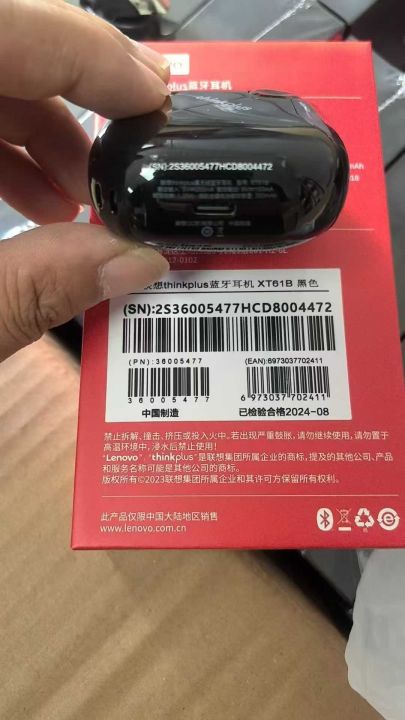 plus蓝牙耳机
thinkplus
(SN):2S36005477HCD8004472
联想thinkplus蓝牙耳机 XT61B 黑色
(SN):2S36005477HCD8004472
(PN):36005477
(EAN):6973037702411
36005477
6973037702411
中国制造
已检验合格2024-08
禁止拆解、撞击、挤压或投入火中。若出现严重鼓胀，请勿继续使用，请勿置于
高温环境中，浸水后禁止使用！
“Lenovo”、“thinkplus”是联想集团所属企业的商标，提及的其他公司、产品
和服务名称可能是其他公司的商标。
版权所有©2023联想集团所属企业和其许可方保留所有权利。
此产品仅限中国大陆地区销售
www.lenovo.com.cn